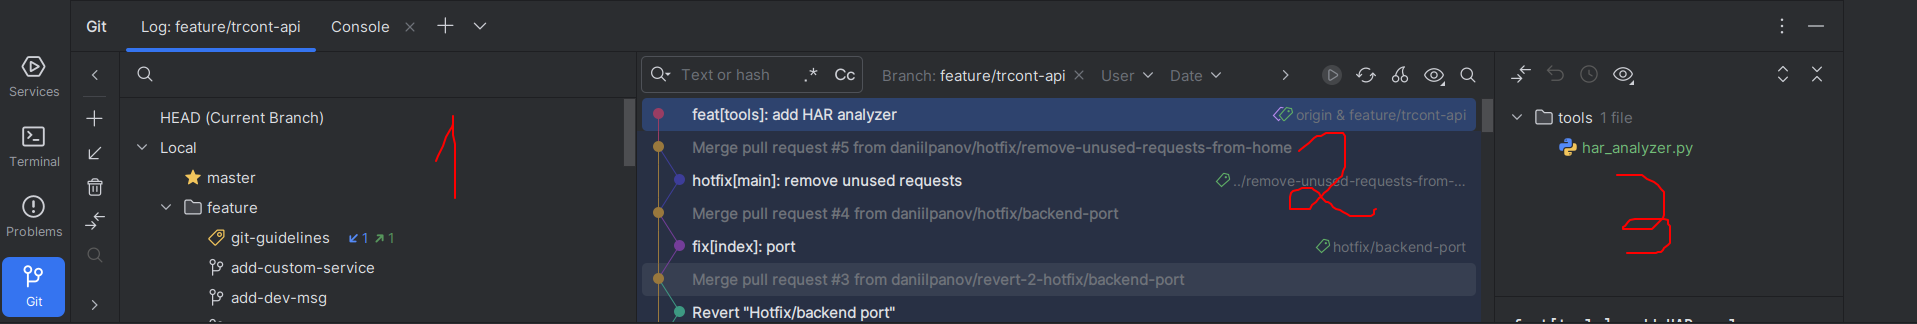 Git
Log: feature/trcont-api
Console
Services
Terminal
Problems
Git
HEAD (Current Branch)
Local
master
feature
git-guidelines 1 1
add-custom-service
add-dev-msg
1
Text or hash .* Cc
Branch: feature/trcont-api
User
Date
feat[tools]: add HAR analyzer origin & feature/trcont-api
Merge pull request #5 from daniilpanov/hotfix/remove-unused-requests-from-home
hotfix[main]: remove unused requests ../remove-unused-requests-from-...
Merge pull request #4 from daniilpanov/hotfix/backend-port
fix[index]: port hotfix/backend-port
Merge pull request #3 from daniilpanov/revert-2-hotfix/backend-port
Revert "Hotfix/backend port"
2
tools 1 file
har_analyzer.py
3